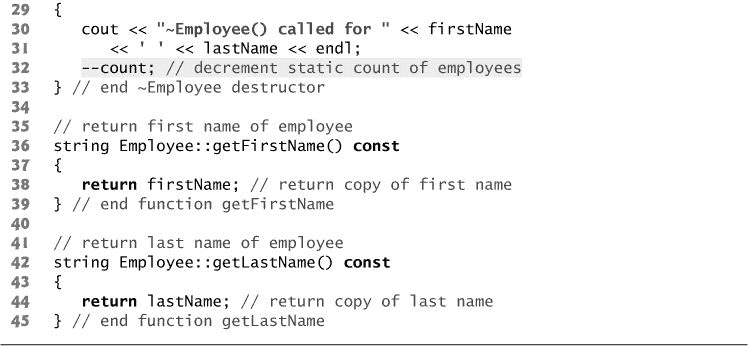 29 {
30 cout << "~Employee() called for " << firstName
31 << ' ' << lastName << endl;
32 --count; // decrement static count of employees
33 } // end ~Employee destructor
34
35 // return first name of employee
36 string Employee::getFirstName() const
37 {
38 return firstName; // return copy of first name
39 } // end function getFirstName
40
41 // return last name of employee
42 string Employee::getLastName() const
43 {
44 return lastName; // return copy of last name
45 } // end function getLastName